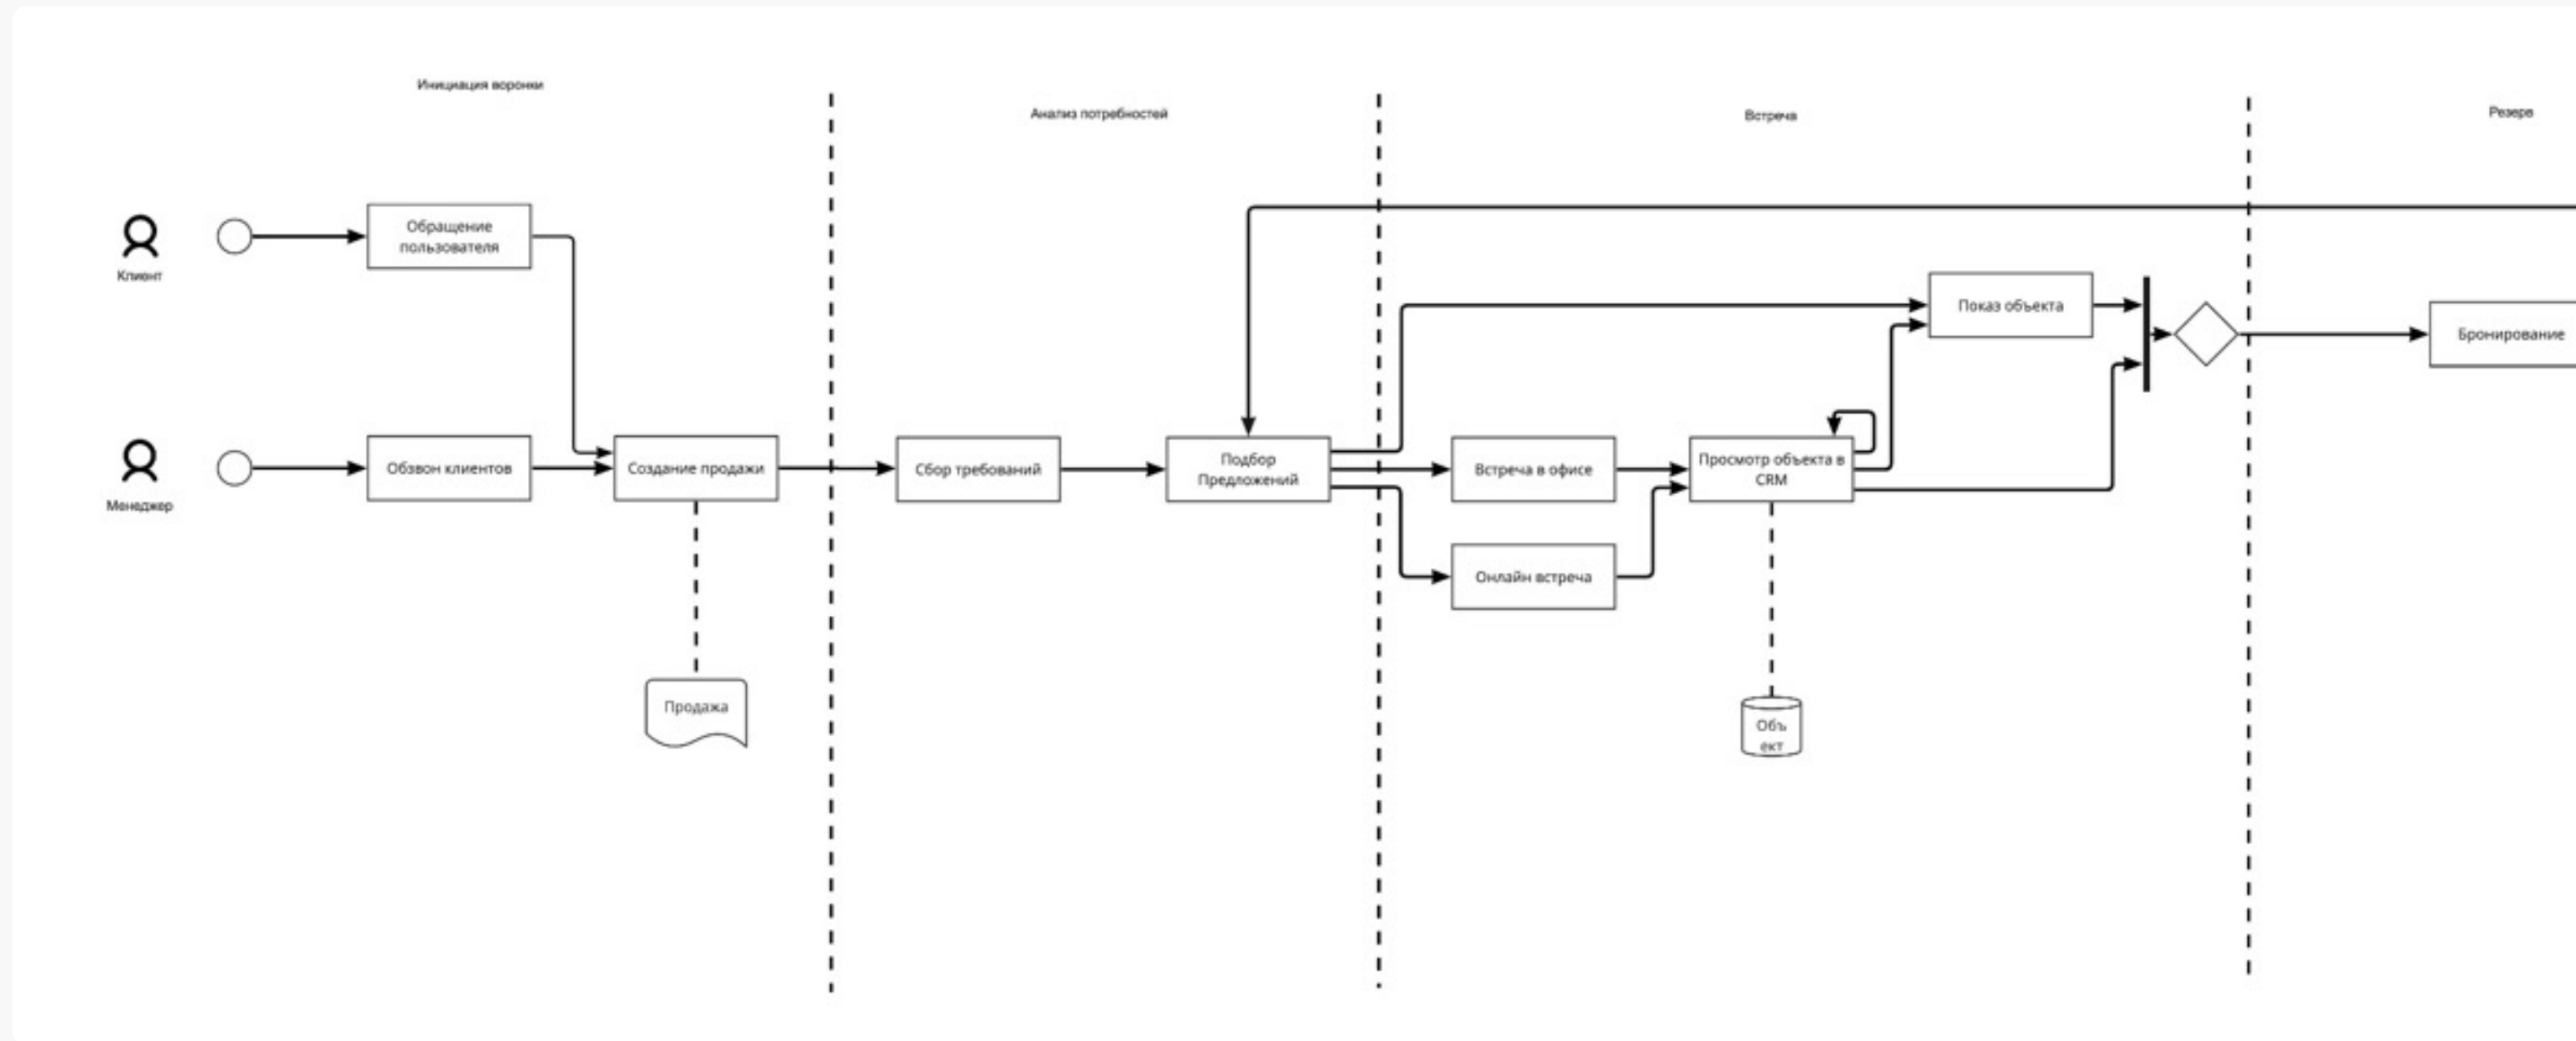 Инициация воронки
Анализ потребностей
Встреча
Резерв
Клиент
Обращение
пользователя
Показ объекта
Бронирование
Менеджер
Обзвон клиентов
Создание продажи
Сбор требований
Подбор
Предложений
Встреча в офисе
Просмотр объекта в
CRM
Онлайн встреча
Продажа
Объ
ект